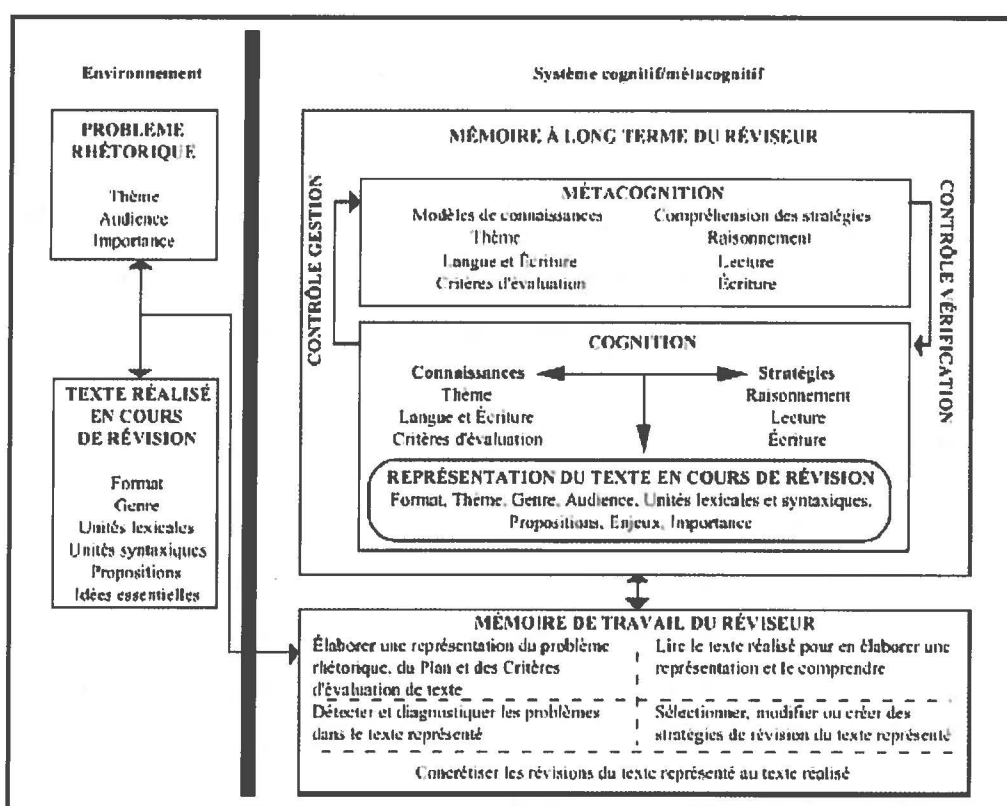 Environnement
Système cognitif/métacognitif
PROBLEME
RHÉTORIQUE
Thème
Audience
Importance
TEXTE RÉALISÉ
EN COURS
DE RÉVISION
Format
Genre
Unités lexicales
Unités syntaxiques
Propositions
Idées essentielles
MÉMOIRE À LONG TERME DU RÉVISEUR
CONTRÔLE GESTION
CONTRÔLE VÉRIFICATION
MÉTACOGNITION
Modèles de connaissances
Thème
Langue et Écriture
Critères d'évaluation
Compréhension des stratégies
Raisonnement
Lecture
Écriture
COGNITION
Connaissances
Thème
Langue et Écriture
Critères d'évaluation
Stratégies
Raisonnement
Lecture
Écriture
REPRÉSENTATION DU TEXTE EN COURS DE RÉVISION
Format, Thème, Genre, Audience, Unités lexicales et syntaxiques,
Propositions, Enjeux, Importance
MÉMOIRE DE TRAVAIL DU RÉVISEUR
Élaborer une représentation du problème
rhétorique, du Plan et des Critères
d'évaluation de texte
Lire le texte réalisé pour en élaborer une
représentation et le comprendre
Détecter et diagnostiquer les problèmes
dans le texte représenté
Sélectionner, modifier ou créer des
stratégies de révision du texte représenté
Concrétiser les révisions du texte représenté au texte réalisé